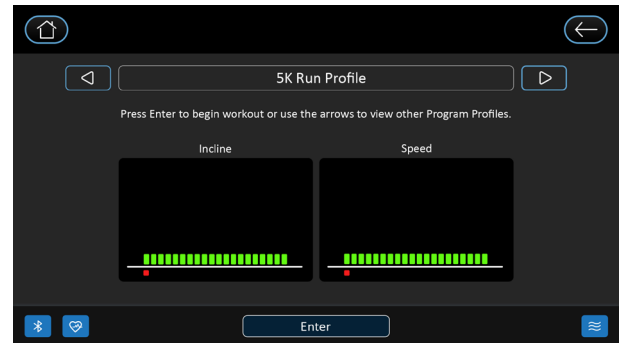 5K Run Profile
Press Enter to begin workout or use the arrows to view other Program Profiles.
Incline
Speed
Enter